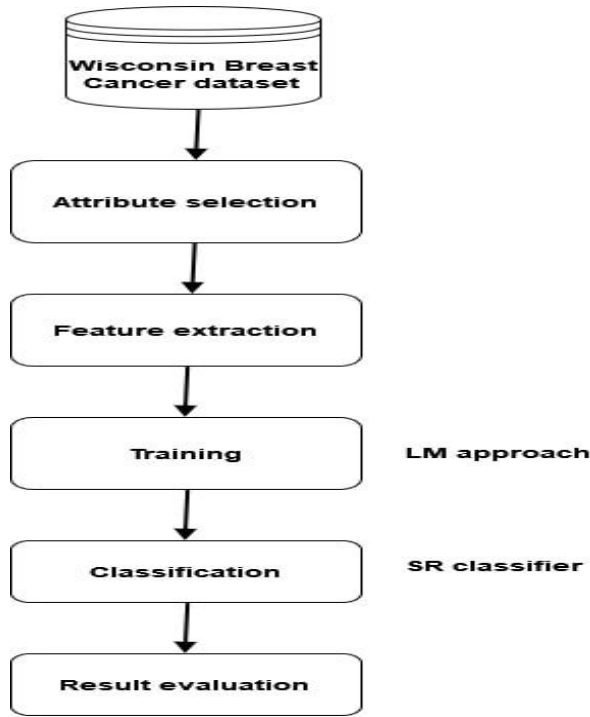 Wisconsin Breast
Cancer dataset
Attribute selection
Feature extraction
Training
LM approach
Classification
SR classifier
Result evaluation